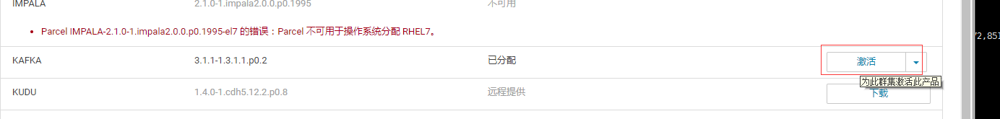 IMPALA 2.1.0-1.impala2.0.0.p0.1995 不可用
• Parcel IMPALA-2.1.0-1.impala2.0.0.p0.1995-el7 的错误：Parcel 不可用于操作系统分配 RHEL7。
72,851
KAFKA 3.1.1-1.3.1.1.p0.2 已分配 激活
为此群集激活此产品
KUDU 1.4.0-1.cdh5.12.2.p0.8 远程提供 下载